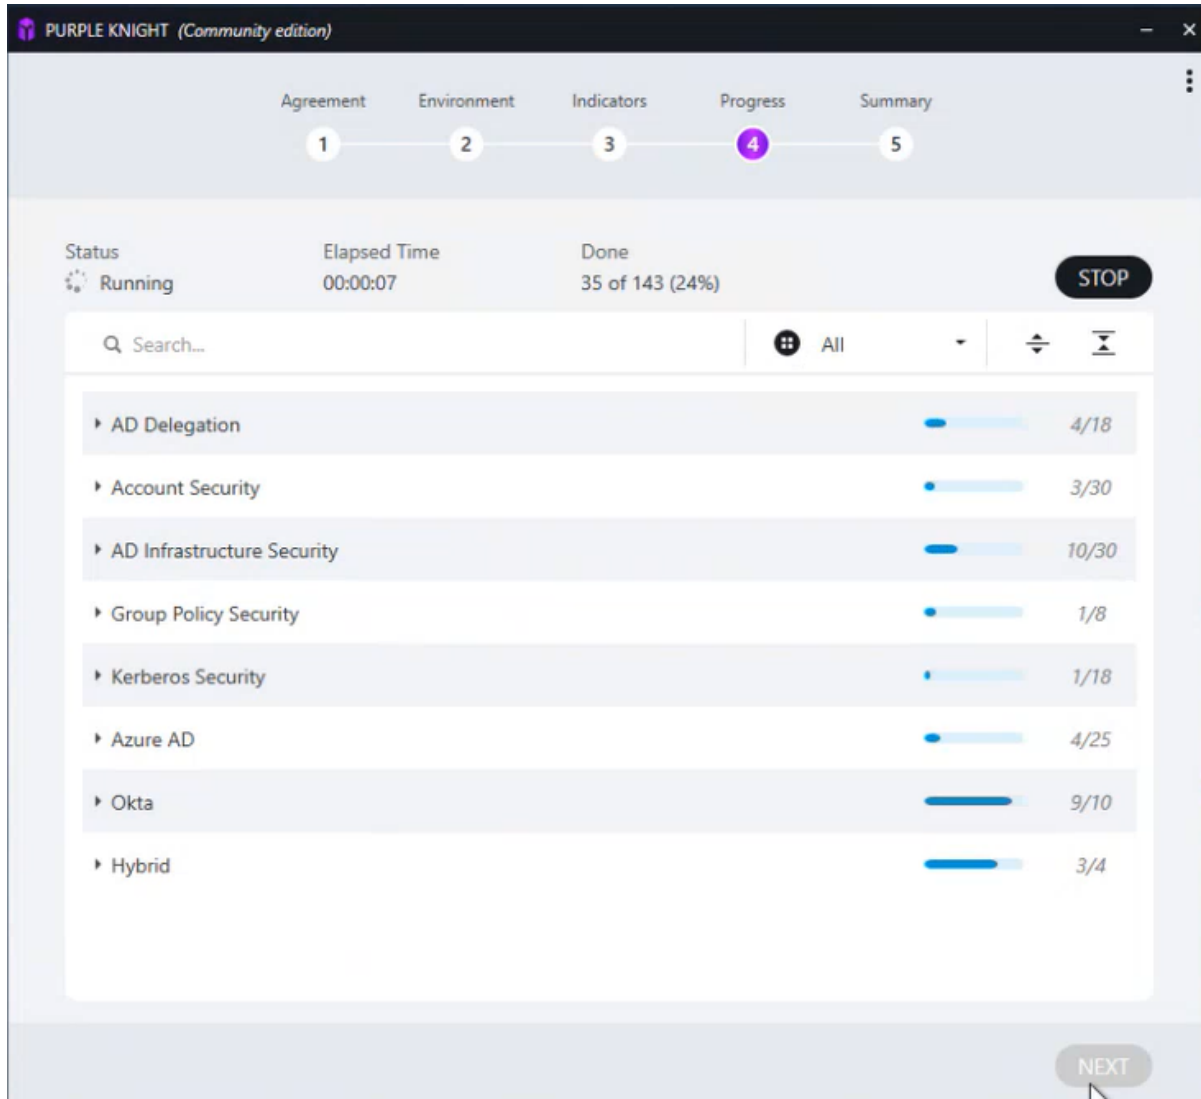 PURPLE KNIGHT (Community edition)
Agreement Environment Indicators Progress Summary
1 2 3 4 5
Status Elapsed Time Done
Running 00:00:07 35 of 143 (24%) STOP
Search... All
AD Delegation 4/18
Account Security 3/30
AD Infrastructure Security 10/30
Group Policy Security 1/8
Kerberos Security 1/18
Azure AD 4/25
Okta 9/10
Hybrid 3/4
NEXT